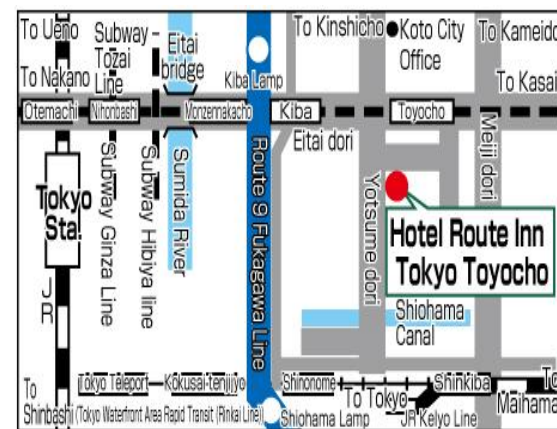 To Ueno
Subway
Tozai
Line
Eitai
bridge
To Kinshicho
Koto City
Office
To Kameido
To Nakano
Kiba Lamp
To Kasai
Otemachi
Nihonbashi
Monzennakacho
Kiba
Toyocho
Eitai dori
Meiji dori
Tokyo
Sta.
Subway Ginza Line
Subway Hibiya line
Sumida River
Route 9 Fukagawa Line
Yotsume dori
Hotel Route Inn
Tokyo Toyocho
JR
Shiohama
Canal
Tokyo Teleport
Kokusai-tenjijyo
Shinonome
Shinkiba
To
Maihama
To
Shinbashi
(Tokyo Waterfront Area Rapid Transit (Rinkai Line))
Shiohama Lamp
To Tokyo
JR Kelyo Line